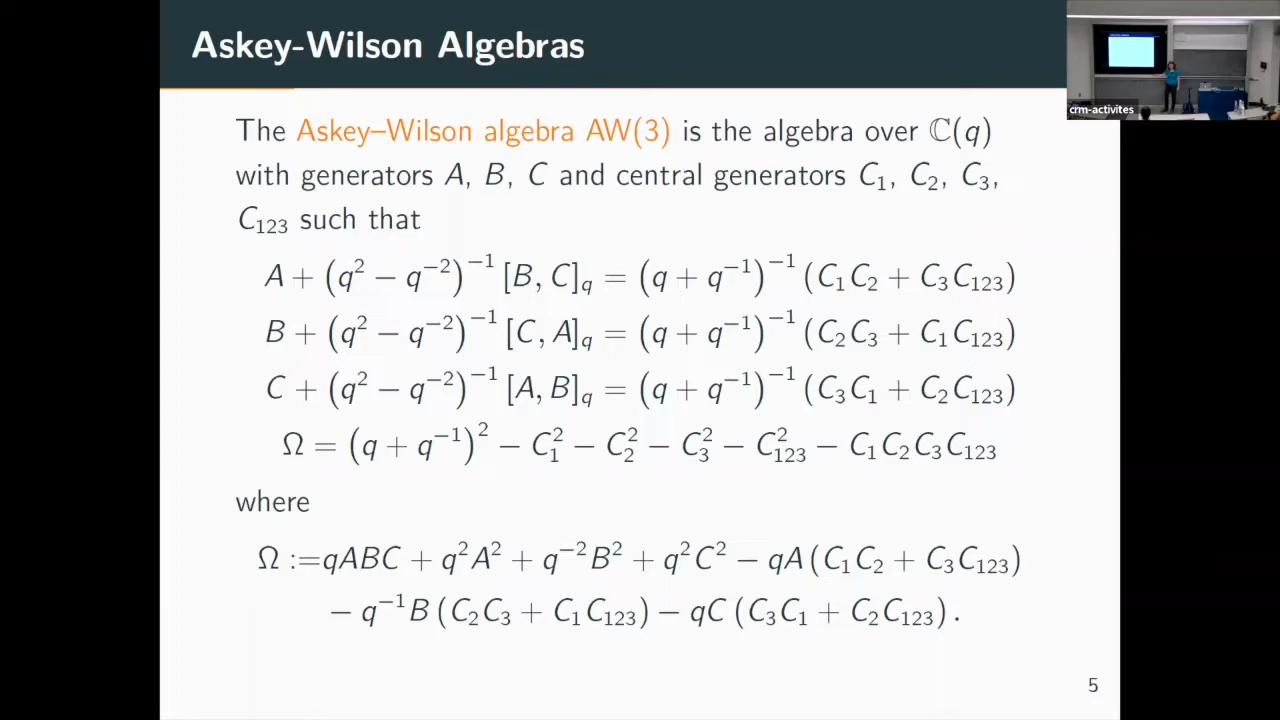 Askey-Wilson Algebras
crm-activites
The Askey–Wilson algebra AW(3) is the algebra over ℂ(q)
with generators A, B, C and central generators C₁, C₂, C₃,
C₁₂₃ such that
A + (q² − q⁻²)⁻¹ [B, C]_q = (q + q⁻¹)⁻¹ (C₁C₂ + C₃C₁₂₃)
B + (q² − q⁻²)⁻¹ [C, A]_q = (q + q⁻¹)⁻¹ (C₂C₃ + C₁C₁₂₃)
C + (q² − q⁻²)⁻¹ [A, B]_q = (q + q⁻¹)⁻¹ (C₃C₁ + C₂C₁₂₃)
Ω = (q + q⁻¹)² − C₁² − C₂² − C₃² − C₁₂₃² − C₁C₂C₃C₁₂₃
where
Ω :=qABC + q²A² + q⁻²B² + q²C² − qA (C₁C₂ + C₃C₁₂₃)
− q⁻¹B (C₂C₃ + C₁C₁₂₃) − qC (C₃C₁ + C₂C₁₂₃) .
5